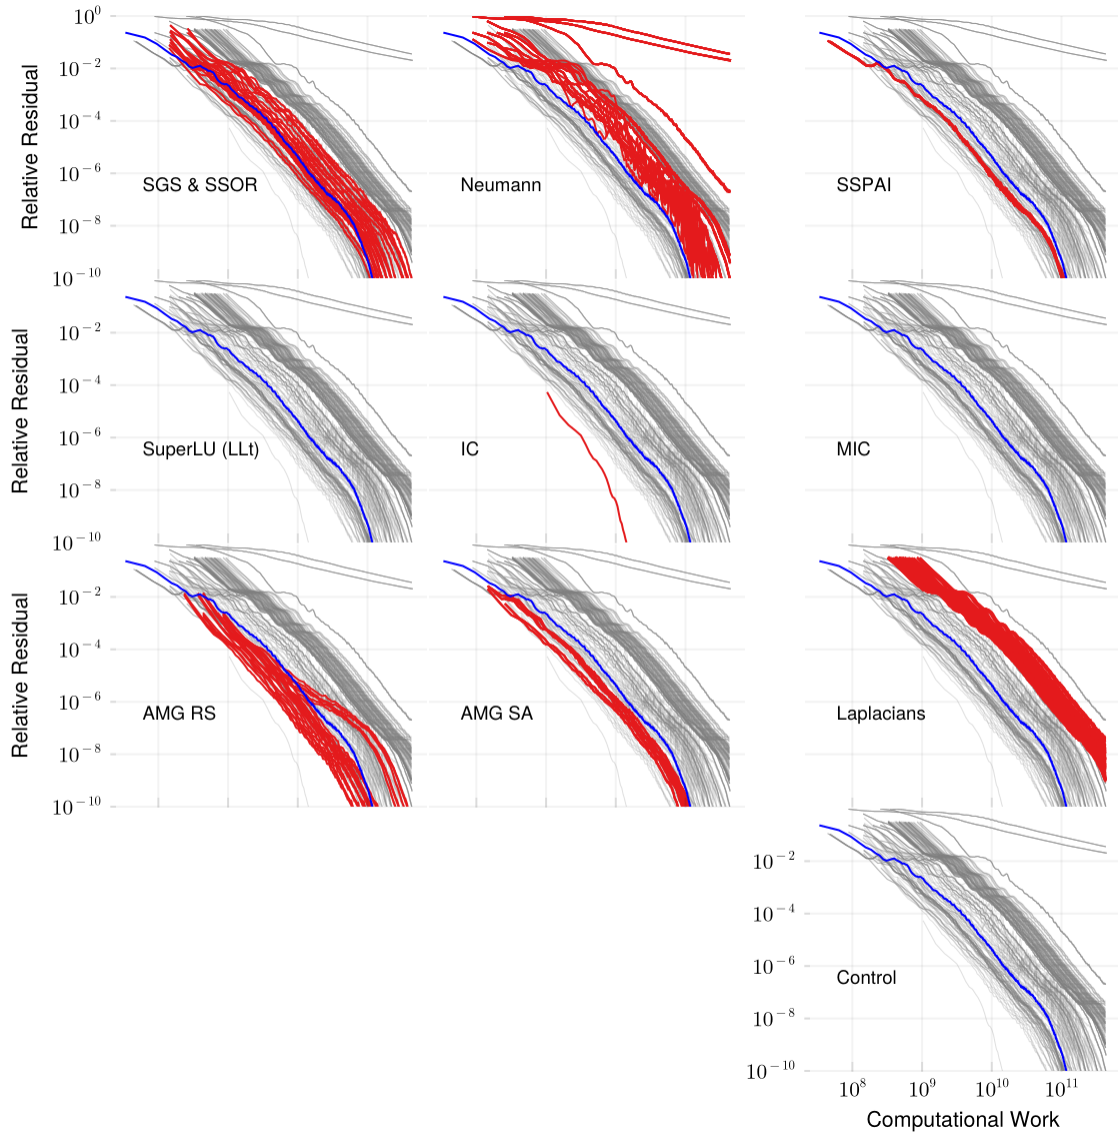 Relative Residual
10^0
10^−2
10^−4
10^−6
10^−8
10^−10
SGS & SSOR
Neumann
SSPAI
Relative Residual
10^−2
10^−4
10^−6
10^−8
10^−10
SuperLU (LLt)
IC
MIC
Relative Residual
10^−2
10^−4
10^−6
10^−8
10^−10
AMG RS
AMG SA
Laplacians
10^−2
10^−4
10^−6
10^−8
10^−10
Control
10^8 10^9 10^10 10^11
Computational Work